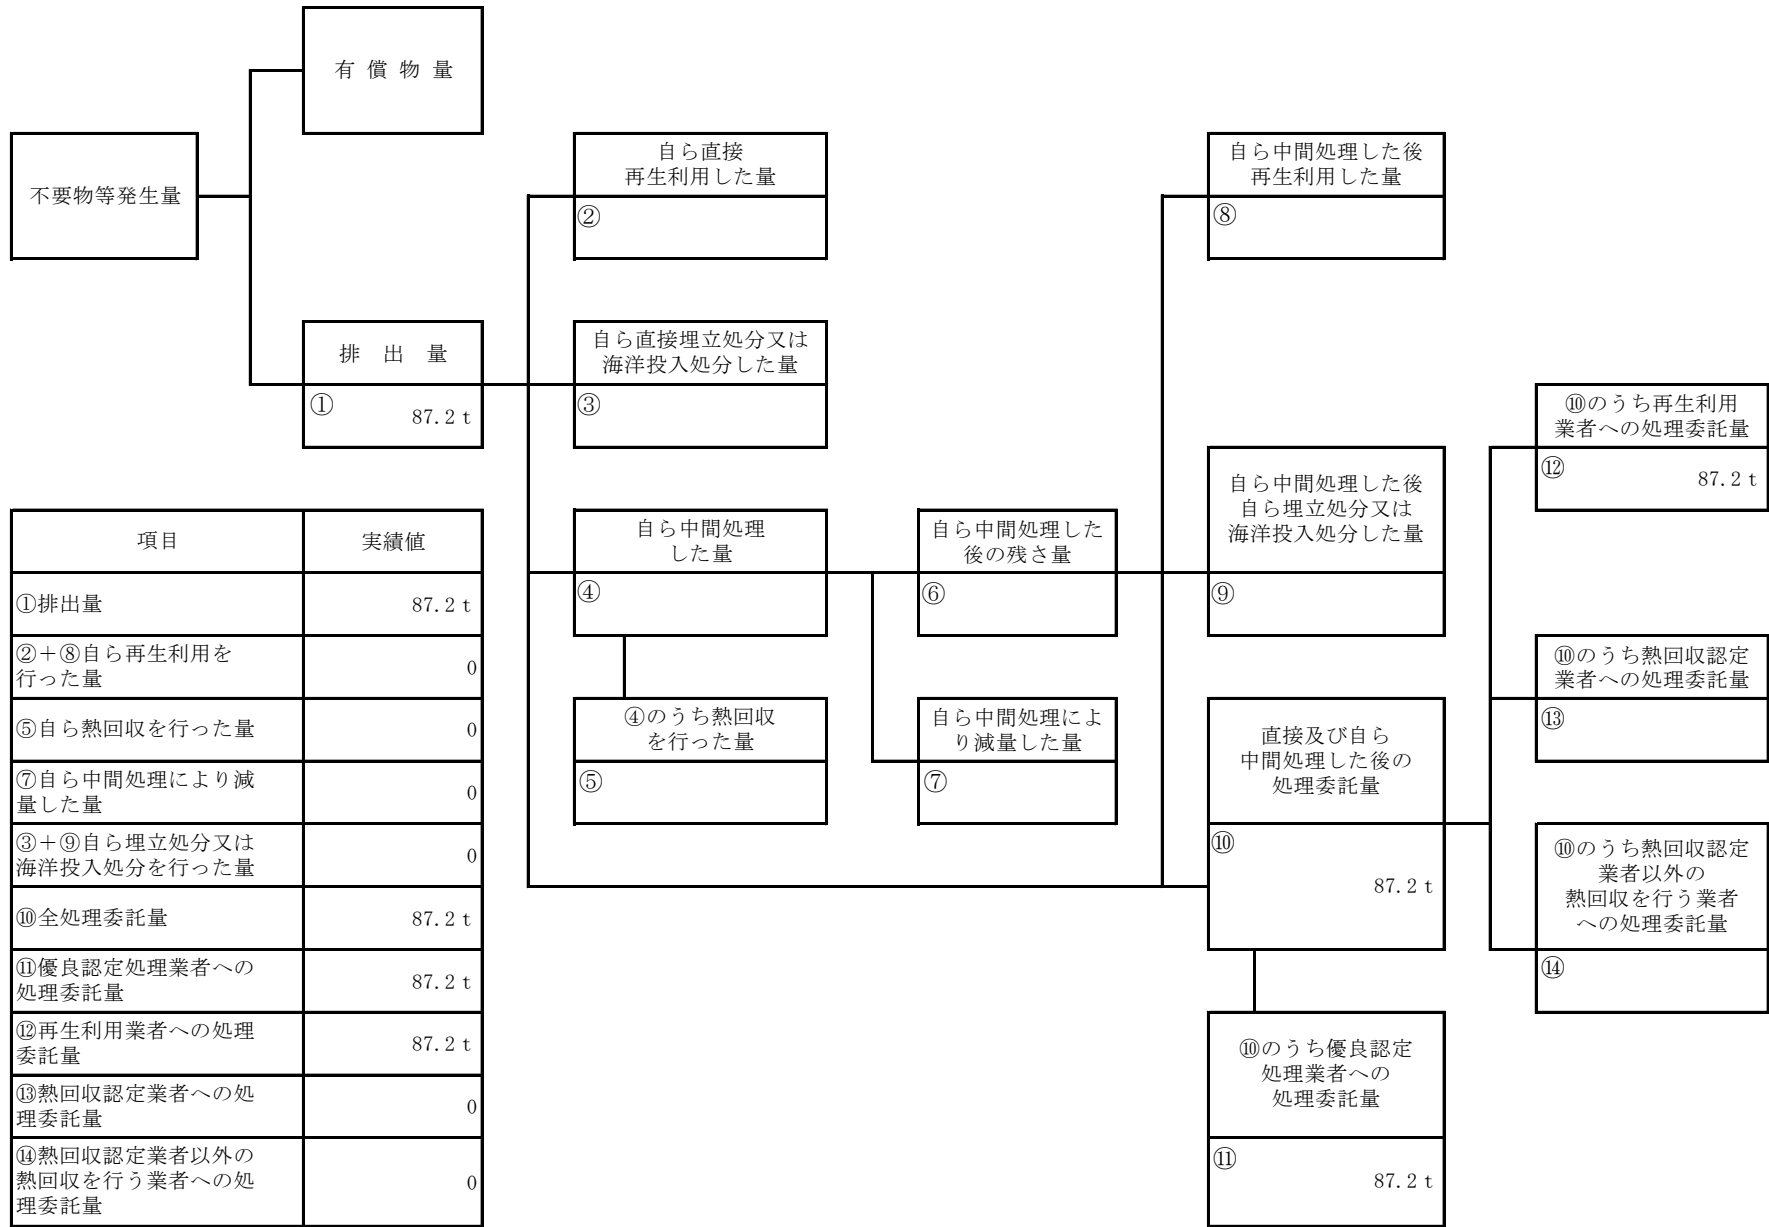 有 償 物 量
不要物等発生量
自ら直接
再生利用した量
②
自ら中間処理した後
再生利用した量
⑧
排 出 量
① 87.2 t
自ら直接埋立処分又は
海洋投入処分した量
③
⑩のうち再生利用
業者への処理委託量
⑫ 87.2 t
自ら中間処理
した量
④
自ら中間処理した
後の残さ量
⑥
自ら中間処理した後
自ら埋立処分又は
海洋投入処分した量
⑨
⑩のうち熱回収認定
業者への処理委託量
⑬
④のうち熱回収
を行った量
⑤
自ら中間処理によ
り減量した量
⑦
直接及び自ら
中間処理した後の
処理委託量
⑩
87.2 t
⑩のうち熱回収認定
業者以外の
熱回収を行う業者
への処理委託量
⑭
⑩のうち優良認定
処理業者への
処理委託量
⑪
87.2 t
項目 実績値
①排出量 87.2 t
②+⑧自ら再生利用を
行った量 0
⑤自ら熱回収を行った量 0
⑦自ら中間処理により減
量した量 0
③+⑨自ら埋立処分又は
海洋投入処分を行った量 0
⑩全処理委託量 87.2 t
⑪優良認定処理業者への
処理委託量 87.2 t
⑫再生利用業者への処理
委託量 87.2 t
⑬熱回収認定業者への処
理委託量 0
⑭熱回収認定業者以外の
熱回収を行う業者への処
理委託量 0